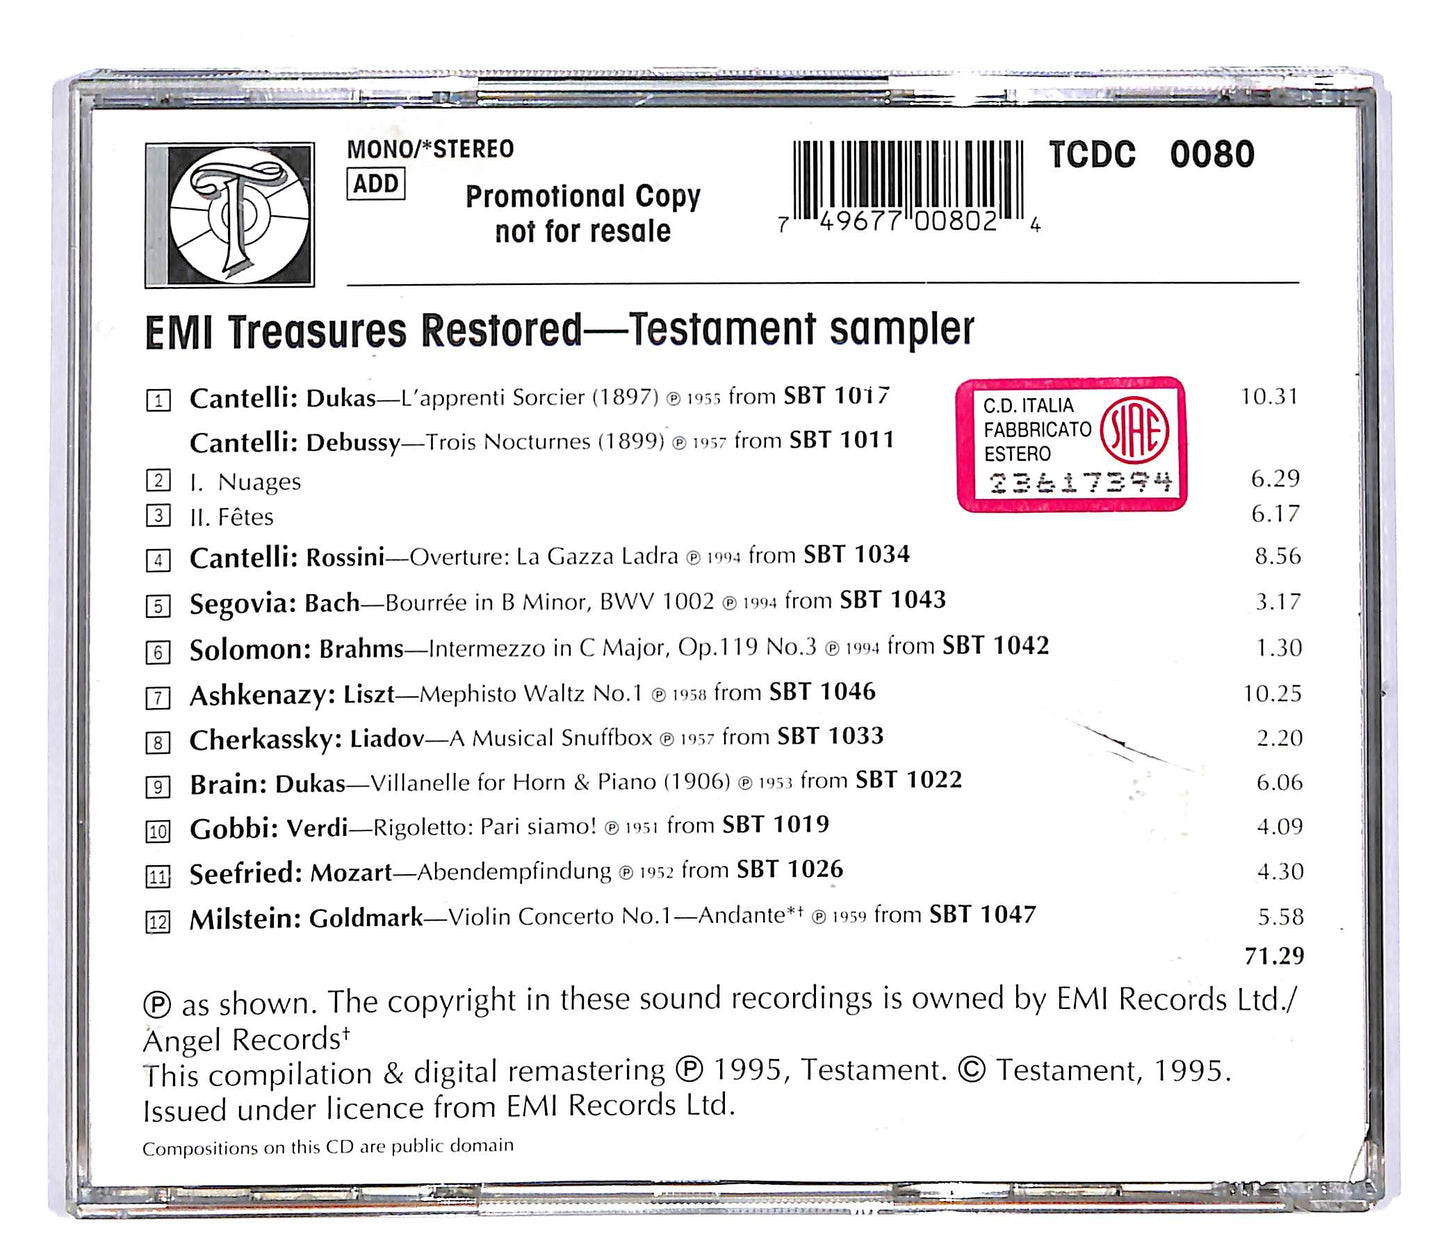 MONO/*STEREO
ADD
Promotional Copy
not for resale
TCDC 0080
7 49677 00802 4
EMI Treasures Restored—Testament sampler
1 Cantelli: Dukas—L'apprenti Sorcier (1897) ℗ 1955 from SBT 1017 10.31
Cantelli: Debussy—Trois Nocturnes (1899) ℗ 1957 from SBT 1011
2 I. Nuages 6.29
3 II. Fêtes 6.17
C.D. ITALIA
FABBRICATO
ESTERO
SIAE
23617394
4 Cantelli: Rossini—Overture: La Gazza Ladra ℗ 1994 from SBT 1034 8.56
5 Segovia: Bach—Bourrée in B Minor, BWV 1002 ℗ 1994 from SBT 1043 3.17
6 Solomon: Brahms—Intermezzo in C Major, Op.119 No.3 ℗ 1994 from SBT 1042 1.30
7 Ashkenazy: Liszt—Mephisto Waltz No.1 ℗ 1958 from SBT 1046 10.25
8 Cherkassky: Liadov—A Musical Snuffbox ℗ 1957 from SBT 1033 2.20
9 Brain: Dukas—Villanelle for Horn & Piano (1906) ℗ 1953 from SBT 1022 6.06
10 Gobbi: Verdi—Rigoletto: Pari siamo! ℗ 1951 from SBT 1019 4.09
11 Seefried: Mozart—Abendempfindung ℗ 1952 from SBT 1026 4.30
12 Milstein: Goldmark—Violin Concerto No.1—Andante*† ℗ 1959 from SBT 1047 5.58
71.29
℗ as shown. The copyright in these sound recordings is owned by EMI Records Ltd./
Angel Records†
This compilation & digital remastering ℗ 1995, Testament. © Testament, 1995.
Issued under licence from EMI Records Ltd.
Compositions on this CD are public domain